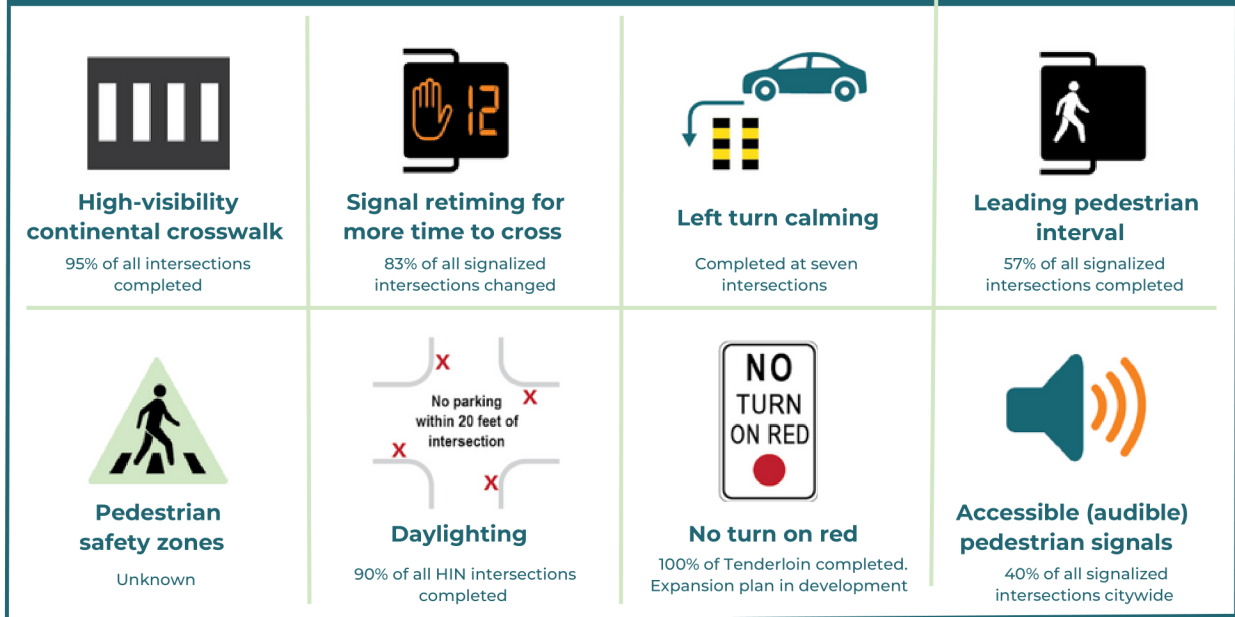 12
High-visibility
continental crosswalk
95% of all intersections
completed
Signal retiming for
more time to cross
83% of all signalized
intersections changed
Left turn calming
Completed at seven
intersections
Leading pedestrian
interval
57% of all signalized
intersections completed
Pedestrian
safety zones
Unknown
X
X
No parking
within 20 feet of
intersection
X
X
Daylighting
90% of all HIN intersections
completed
NO
TURN
ON RED
No turn on red
100% of Tenderloin completed.
Expansion plan in development
Accessible (audible)
pedestrian signals
40% of all signalized
intersections citywide